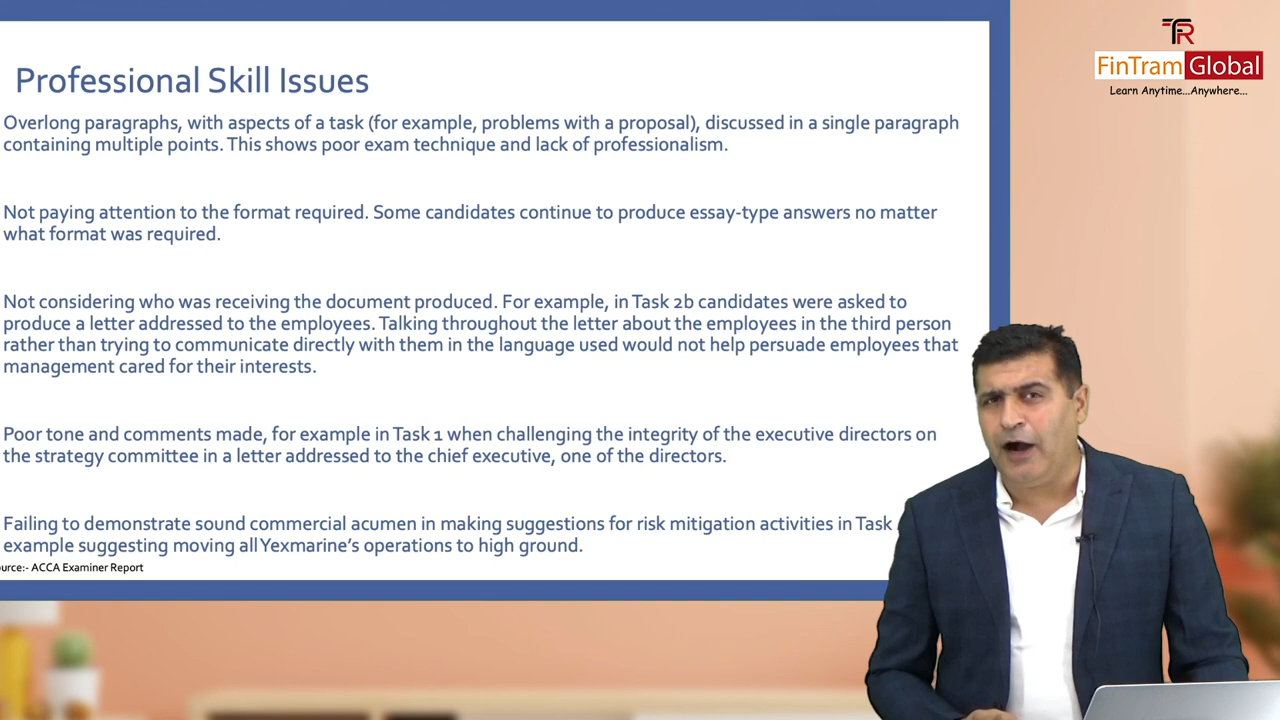 Professional Skill Issues
Overlong paragraphs, with aspects of a task (for example, problems with a proposal), discussed in a single paragraph
containing multiple points. This shows poor exam technique and lack of professionalism.
Not paying attention to the format required. Some candidates continue to produce essay-type answers no matter
what format was required.
Not considering who was receiving the document produced. For example, in Task 2b candidates were asked to
produce a letter addressed to the employees. Talking throughout the letter about the employees in the third person
rather than trying to communicate directly with them in the language used would not help persuade employees that
management cared for their interests.
Poor tone and comments made, for example in Task 1 when challenging the integrity of the executive directors on
the strategy committee in a letter addressed to the chief executive, one of the directors.
Failing to demonstrate sound commercial acumen in making suggestions for risk mitigation activities in Task
example suggesting moving all Yexmarine's operations to high ground.
urce:- ACCA Examiner Report
FR
FinTram Global
Learn Anytime...Anywhere...